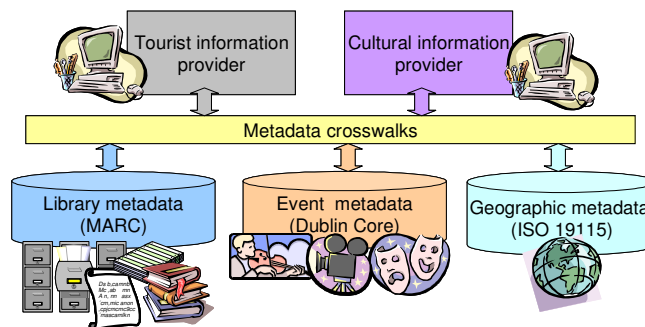 Tourist information
provider
Cultural information
provider
Metadata crosswalks
Library metadata
(MARC)
Event metadata
(Dublin Core)
Geographic metadata
(ISO 19115)